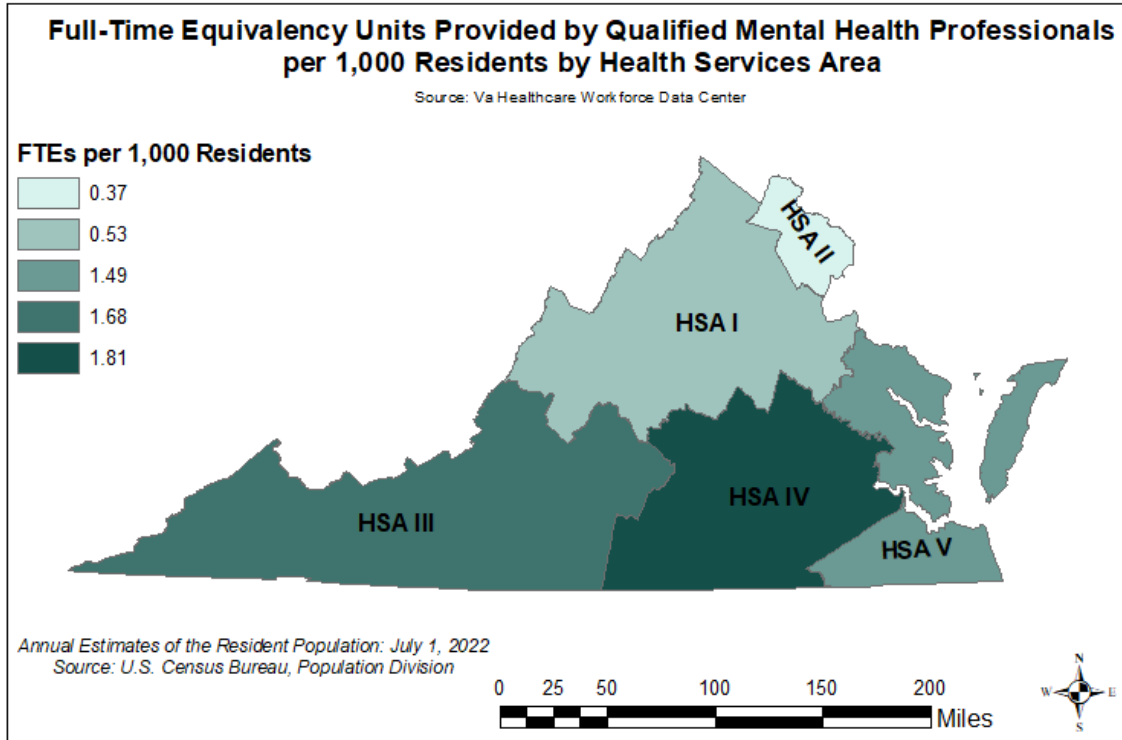 Full-Time Equivalency Units Provided by Qualified Mental Health Professionals
per 1,000 Residents by Health Services Area
Source: Va Healthcare Workforce Data Center
FTEs per 1,000 Residents
0.37
0.53
1.49
1.68
1.81
HSA II
HSA I
HSA IV
HSA III
HSA V
Annual Estimates of the Resident Population: July 1, 2022
Source: U.S. Census Bureau, Population Division
0 25 50 100 150 200
Miles
N
W E
S